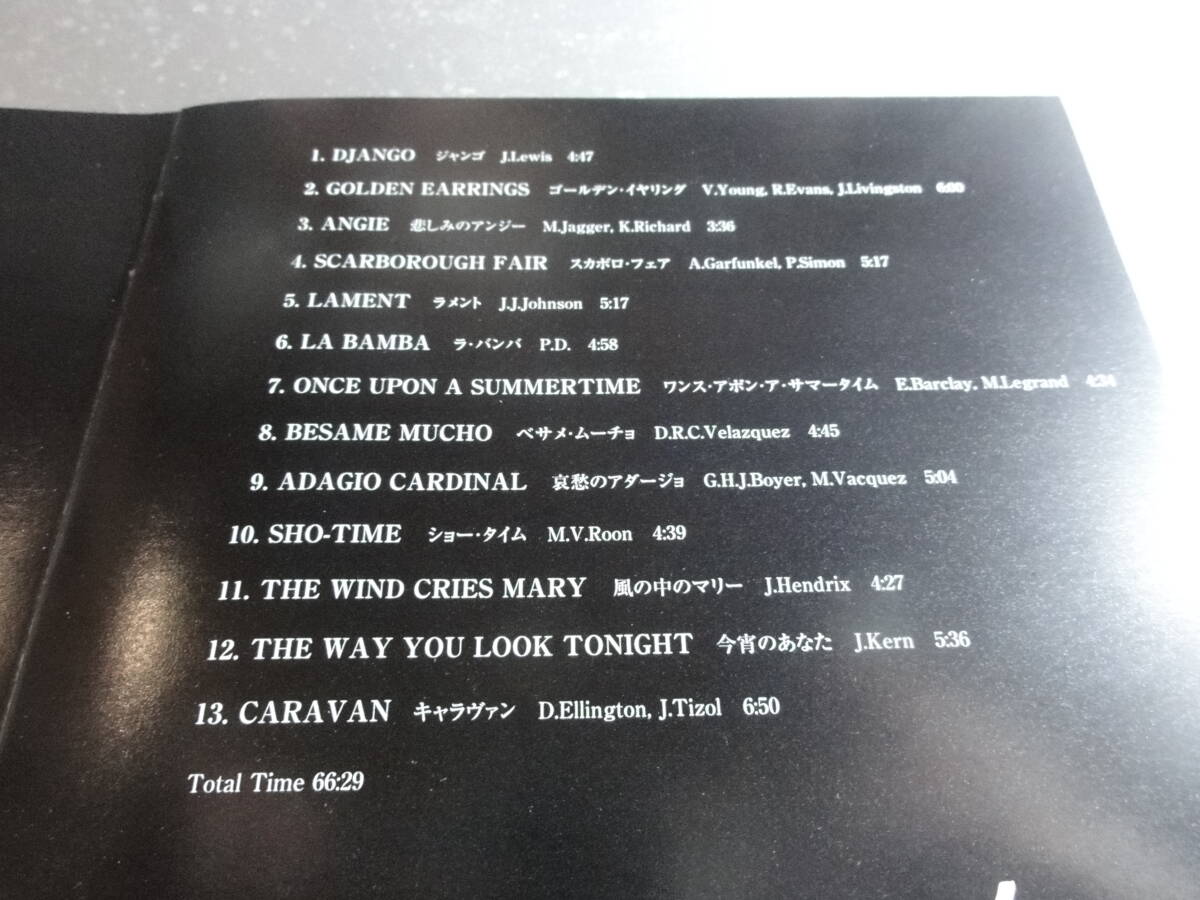 1. DJANGO ジャンゴ J.Lewis 4:47
2. GOLDEN EARRINGS ゴールデン・イヤリング V.Young, R.Evans, J.Livingston 6:00
3. ANGIE 悲しみのアンジー M.Jagger, K.Richard 3:36
4. SCARBOROUGH FAIR スカボロ・フェア A.Garfunkel, P.Simon 5:17
5. LAMENT ラメント J.J.Johnson 5:17
6. LA BAMBA ラ・バンバ P.D. 4:58
7. ONCE UPON A SUMMERTIME ワンス・アポン・ア・サマータイム E.Barclay, M.Legrand 4:34
8. BESAME MUCHO ベサメ・ムーチョ D.R.C.Velazquez 4:45
9. ADAGIO CARDINAL 哀愁のアダージョ G.H.J.Boyer, M.Vacquez 5:04
10. SHO-TIME ショー・タイム M.V.Roon 4:39
11. THE WIND CRIES MARY 風の中のマリー J.Hendrix 4:27
12. THE WAY YOU LOOK TONIGHT 今宵のあなた J.Kern 5:36
13. CARAVAN キャラヴァン D.Ellington, J.Tizol 6:50
Total Time 66:29